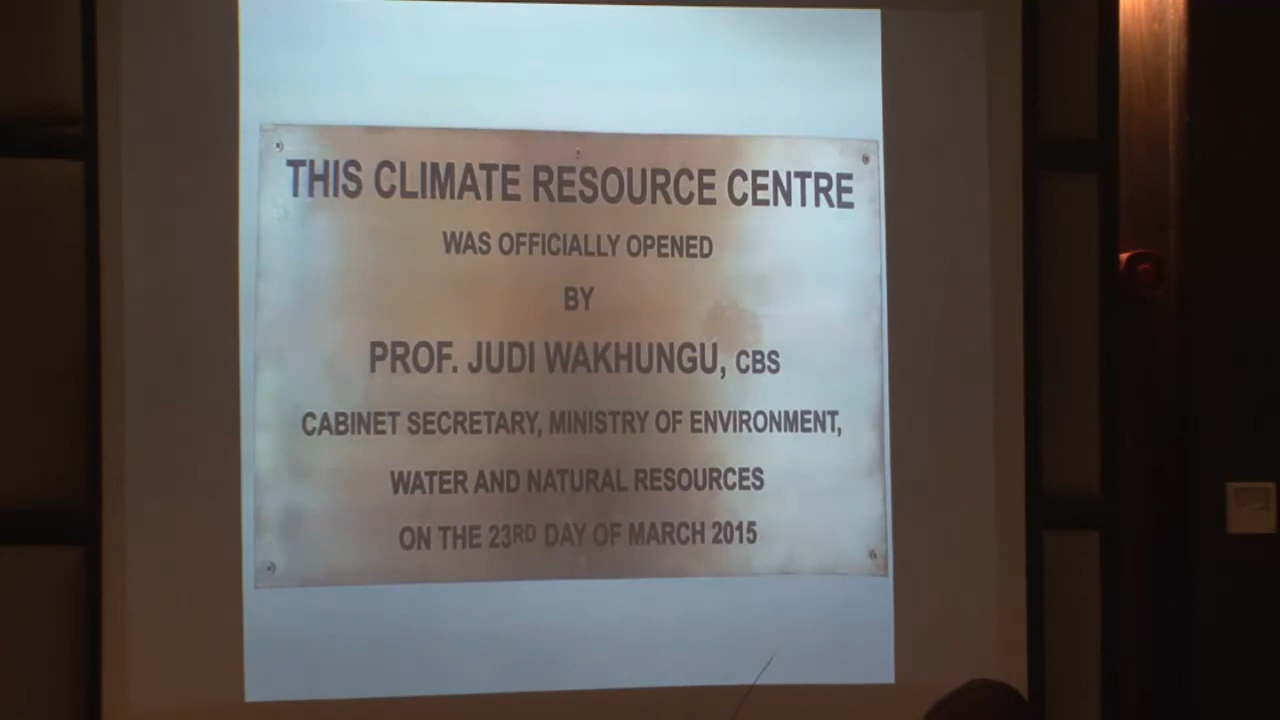 THIS CLIMATE RESOURCE CENTRE
WAS OFFICIALLY OPENED
BY
PROF. JUDI WAKHUNGU, CBS
CABINET SECRETARY, MINISTRY OF ENVIRONMENT,
WATER AND NATURAL RESOURCES
ON THE 23RD DAY OF MARCH 2015